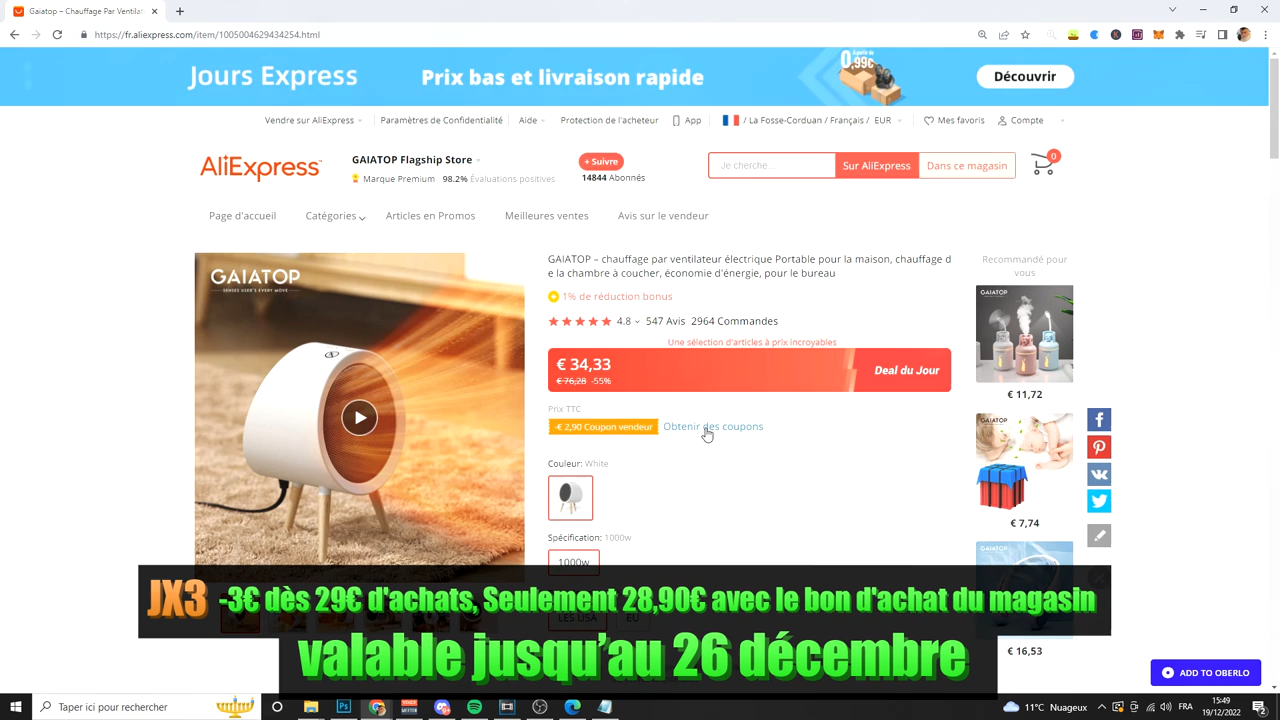 Gaiatop – Chauffage Par Ventilat
https://fr.aliexpress.com/item/1005004629434254.html
Jours Express
Prix bas et livraison rapide
0,99€
Découvrir
Vendre sur AliExpress
Paramètres de Confidentialité
Aide
Protection de l'acheteur
App
/ La Fosse-Corduan / Français / EUR
Mes favoris
Compte
AliExpress
GAIATOP Flagship Store
Marque Premium 98.2% Évaluations positives
+ Suivre
14844 Abonnés
Je cherche...
Sur AliExpress
Dans ce magasin
0
Page d'accueil
Catégories
Articles en Promos
Meilleures ventes
Avis sur le vendeur
GAIATOP
SENSES USER'S EVERY MOVE
GAIATOP – chauffage par ventilateur électrique Portable pour la maison, chauffage d
e la chambre à coucher, économie d'énergie, pour le bureau
1% de réduction bonus
4.8 547 Avis 2964 Commandes
Une sélection d'articles à prix incroyables
€ 34,33
€ 76,28 -55%
Deal du Jour
Prix TTC
-€ 2,90 Coupon vendeur
Obtenir des coupons
Couleur: White
Spécification: 1000w
1000w
LES USA
EU
Recommandé pour
vous
GAIATOP
€ 11,72
GAIATOP
€ 7,74
GAIATOP
€ 16,53
JX3 -3€ dès 29€ d'achats, Seulement 28,90€ avec le bon d'achat du magasin
valable jusqu'au 26 décembre
ADD TO OBERLO
Taper ici pour rechercher
11°C Nuageux
FRA
15:49
19/12/2022